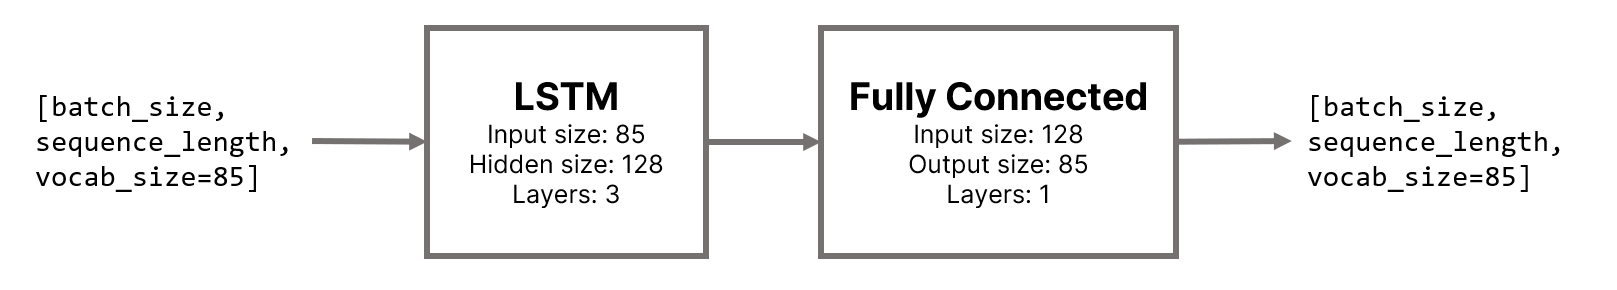 [batch_size,
sequence_length,
vocab_size=85]
LSTM
Input size: 85
Hidden size: 128
Layers: 3
Fully Connected
Input size: 128
Output size: 85
Layers: 1
[batch_size,
sequence_length,
vocab_size=85]